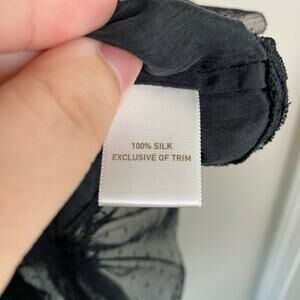 100% SILK
EXCLUSIVE OF TRIM